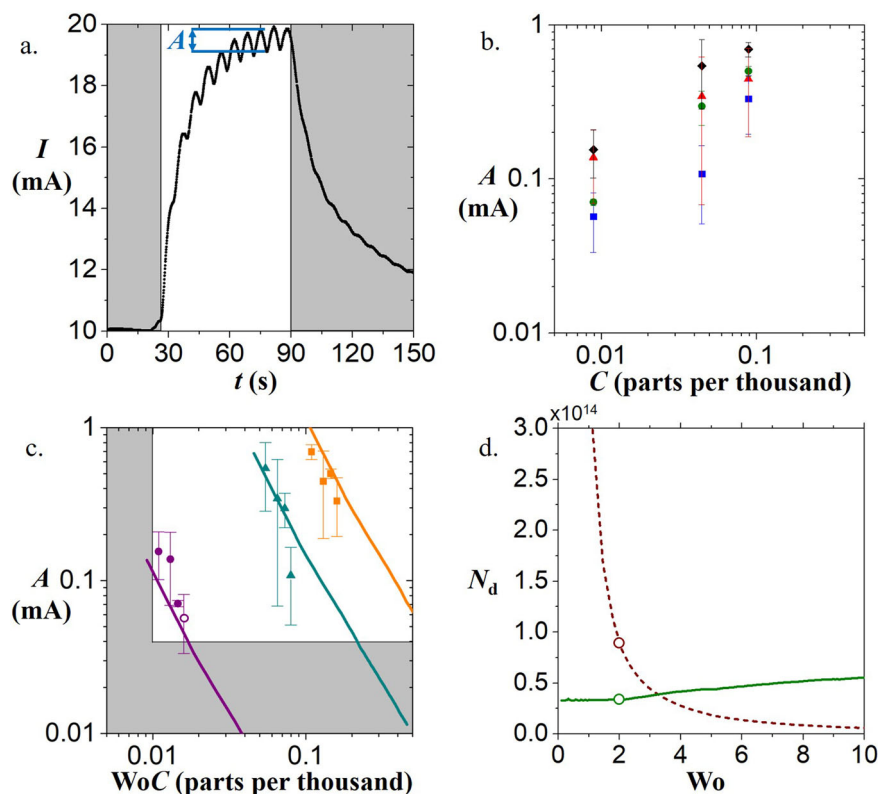 a.
A
I
(mA)
20
18
16
14
12
10
0 30 60 90 120 150
t (s)
b.
A
(mA)
1
0.1
0.01
0.01 0.1
C (parts per thousand)
c.
A
(mA)
1
0.1
0.01
0.01 0.1
WoC (parts per thousand)
d.
x10^14
N_d
3.0
2.5
2.0
1.5
1.0
0.5
0.0
0 2 4 6 8 10
Wo